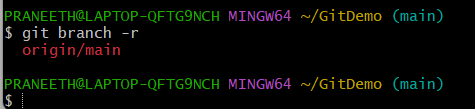 PRANEETH@LAPTOP-QFTG9NCH MINGW64 ~/GitDemo (main)
$ git branch -r
origin/main
PRANEETH@LAPTOP-QFTG9NCH MINGW64 ~/GitDemo (main)
$